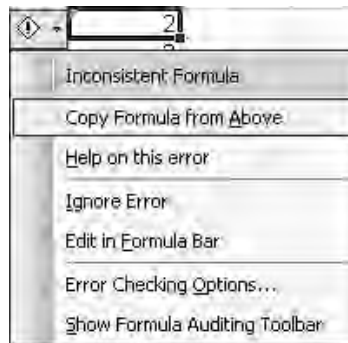 2
Inconsistent Formula
Copy Formula from Above
Help on this error
Ignore Error
Edit in Formula Bar
Error Checking Options...
Show Formula Auditing Toolbar